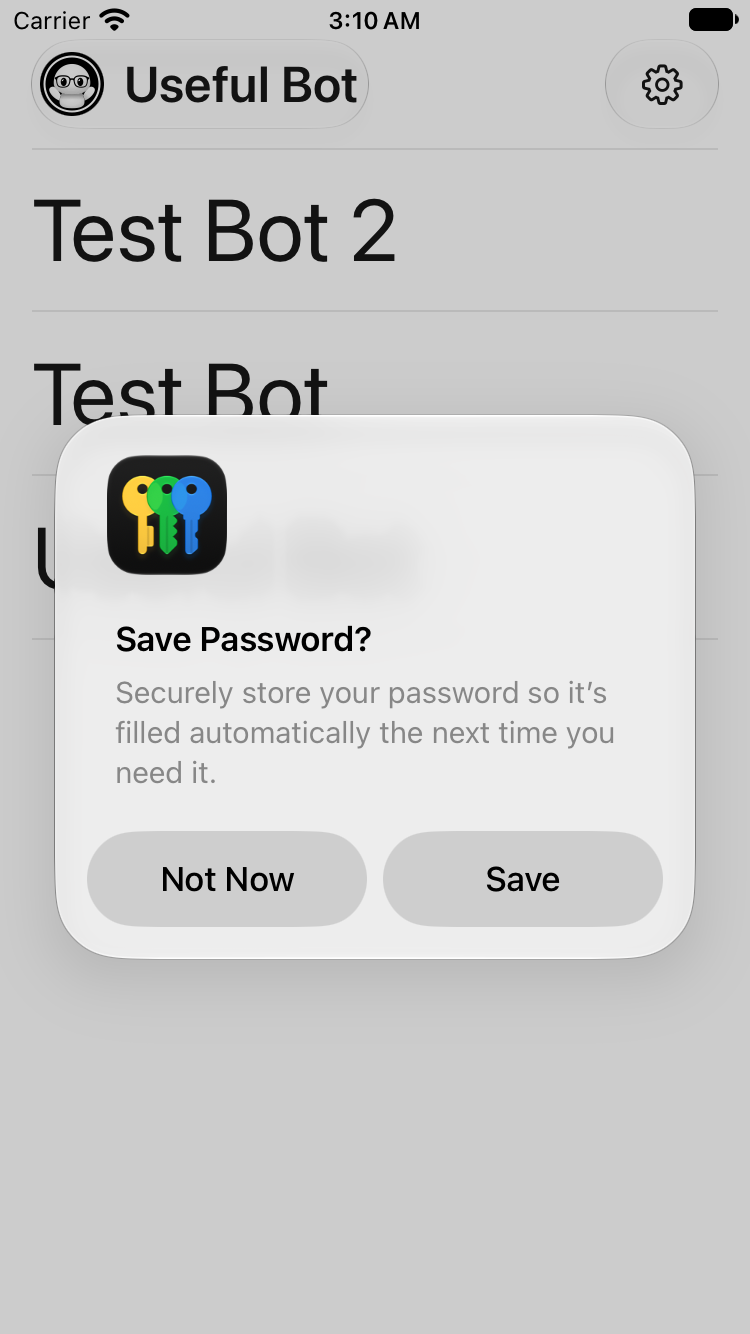 Carrier 3:10 AM
Useful Bot
Test Bot 2
Test Bot
Save Password?
Securely store your password so it’s
filled automatically the next time you
need it.
Not Now Save